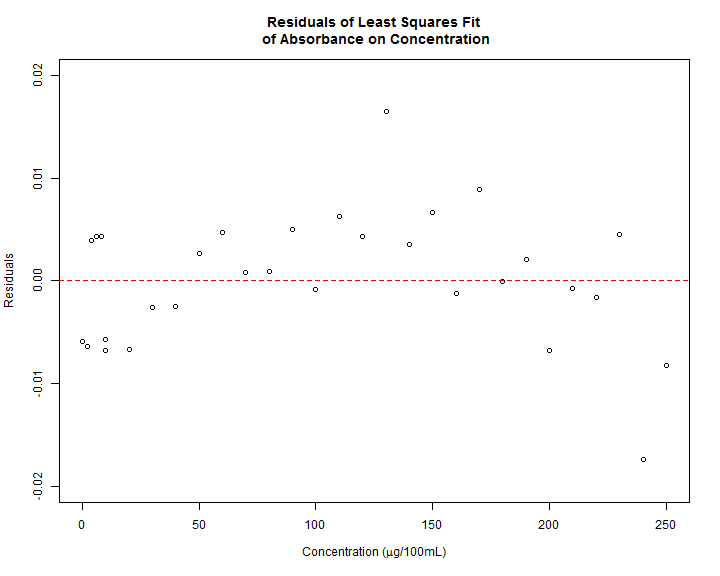 Residuals of Least Squares Fit
of Absorbance on Concentration
Residuals
0.02
0.01
0.00
-0.01
-0.02
0 50 100 150 200 250
Concentration (μg/100mL)